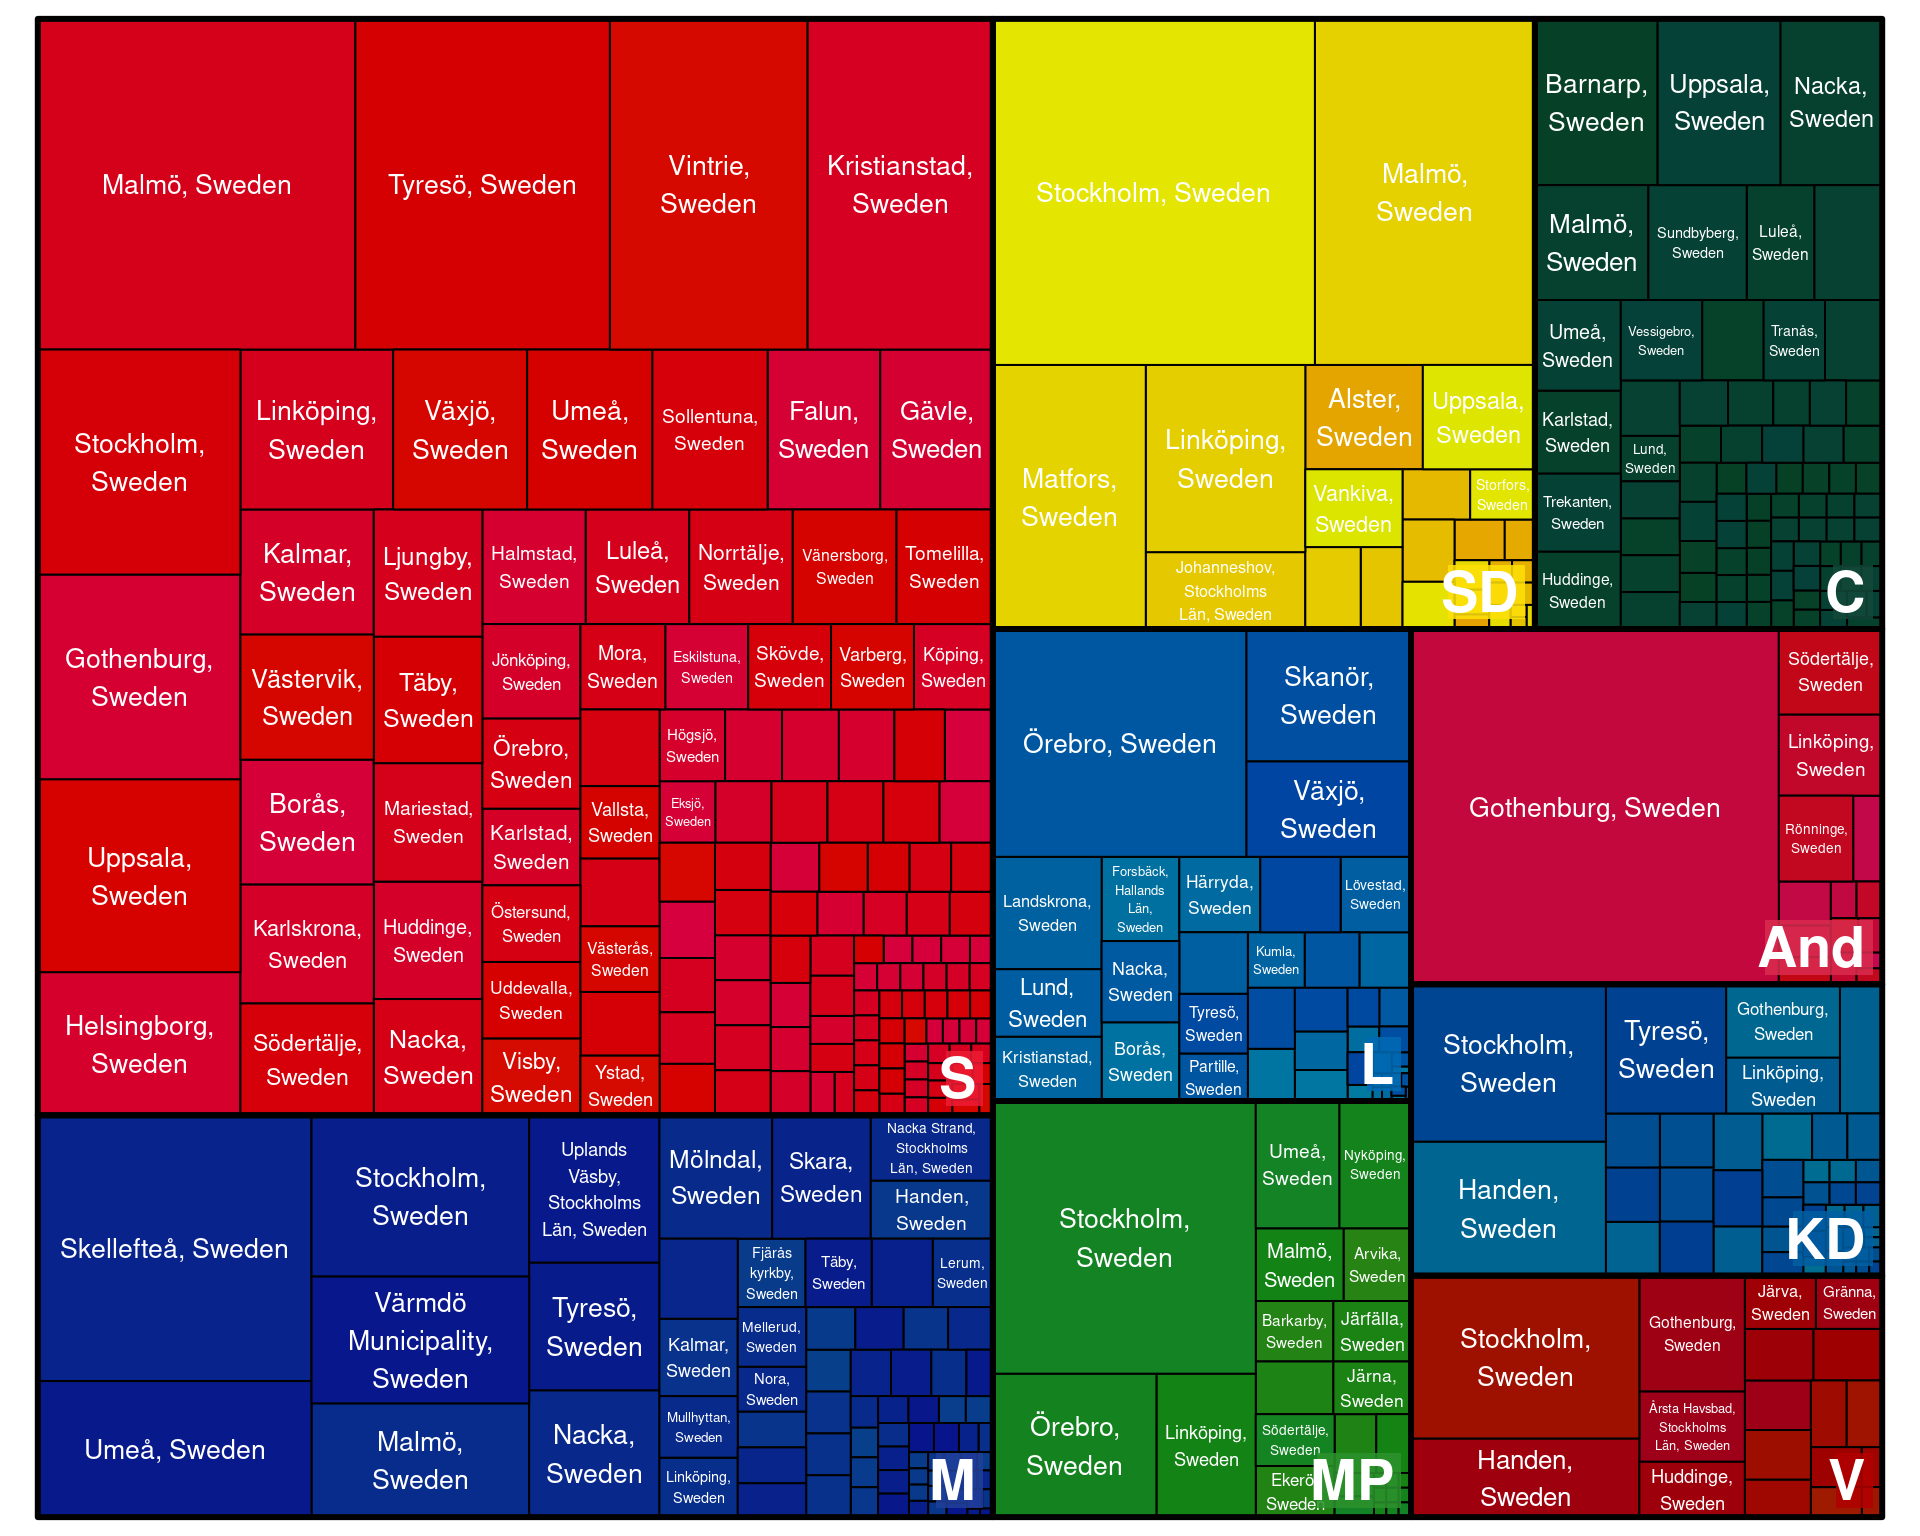 Malmö, Sweden
Tyresö, Sweden
Vintrie,
Sweden
Kristianstad,
Sweden
Stockholm,
Sweden
Linköping,
Sweden
Växjö,
Sweden
Umeå,
Sweden
Sollentuna,
Sweden
Falun,
Sweden
Gävle,
Sweden
Gothenburg,
Sweden
Kalmar,
Sweden
Ljungby,
Sweden
Halmstad,
Sweden
Luleå,
Sweden
Norrtälje,
Sweden
Vänersborg,
Sweden
Tomelilla,
Sweden
Västervik,
Sweden
Täby,
Sweden
Jönköping,
Sweden
Mora,
Sweden
Eskilstuna,
Sweden
Skövde,
Sweden
Varberg,
Sweden
Köping,
Sweden
Uppsala,
Sweden
Borås,
Sweden
Mariestad,
Sweden
Örebro,
Sweden
Karlstad,
Sweden
Högsjö,
Sweden
Vallsta,
Sweden
Eksjö,
Sweden
Karlskrona,
Sweden
Huddinge,
Sweden
Östersund,
Sweden
Västerås,
Sweden
Helsingborg,
Sweden
Södertälje,
Sweden
Nacka,
Sweden
Uddevalla,
Sweden
Visby,
Sweden
Ystad,
Sweden
S
Stockholm, Sweden
Malmö,
Sweden
Matfors,
Sweden
Linköping,
Sweden
Johanneshov,
Stockholms
Län, Sweden
Alster,
Sweden
Uppsala,
Sweden
Vankiva,
Sweden
Storfors,
Sweden
SD
Barnarp,
Sweden
Uppsala,
Sweden
Nacka,
Sweden
Malmö,
Sweden
Sundbyberg,
Sweden
Luleå,
Sweden
Umeå,
Sweden
Vessigebro,
Sweden
Tranås,
Sweden
Karlstad,
Sweden
Lund,
Sweden
Trekanten,
Sweden
Huddinge,
Sweden
C
Örebro, Sweden
Skanör,
Sweden
Växjö,
Sweden
Landskrona,
Sweden
Forsbäck,
Hallands
Län,
Sweden
Härryda,
Sweden
Lövestad,
Sweden
Lund,
Sweden
Nacka,
Sweden
Kumla,
Sweden
Tyresö,
Sweden
Kristianstad,
Sweden
Borås,
Sweden
Partille,
Sweden
L
Gothenburg, Sweden
Södertälje,
Sweden
Linköping,
Sweden
Rönninge,
Sweden
And
Stockholm,
Sweden
Tyresö,
Sweden
Gothenburg,
Sweden
Linköping,
Sweden
Handen,
Sweden
KD
Skellefteå, Sweden
Umeå, Sweden
Stockholm,
Sweden
Värmdö
Municipality,
Sweden
Malmö,
Sweden
Uplands
Väsby,
Stockholms
Län, Sweden
Tyresö,
Sweden
Nacka,
Sweden
Mölndal,
Sweden
Skara,
Sweden
Nacka Strand,
Stockholms
Län, Sweden
Handen,
Sweden
Fjärås
kyrkby,
Sweden
Täby,
Sweden
Lerum,
Sweden
Kalmar,
Sweden
Mellerud,
Sweden
Nora,
Sweden
Mullhyttan,
Sweden
Linköping,
Sweden
M
Stockholm,
Sweden
Umeå,
Sweden
Nyköping,
Sweden
Malmö,
Sweden
Arvika,
Sweden
Barkarby,
Sweden
Järfälla,
Sweden
Järna,
Sweden
Örebro,
Sweden
Linköping,
Sweden
Södertälje,
Sweden
Ekerö,
Sweden
MP
Stockholm,
Sweden
Handen,
Sweden
Gothenburg,
Sweden
Järva,
Sweden
Gränna,
Sweden
Årsta Havsbad,
Stockholms
Län, Sweden
Huddinge,
Sweden
V